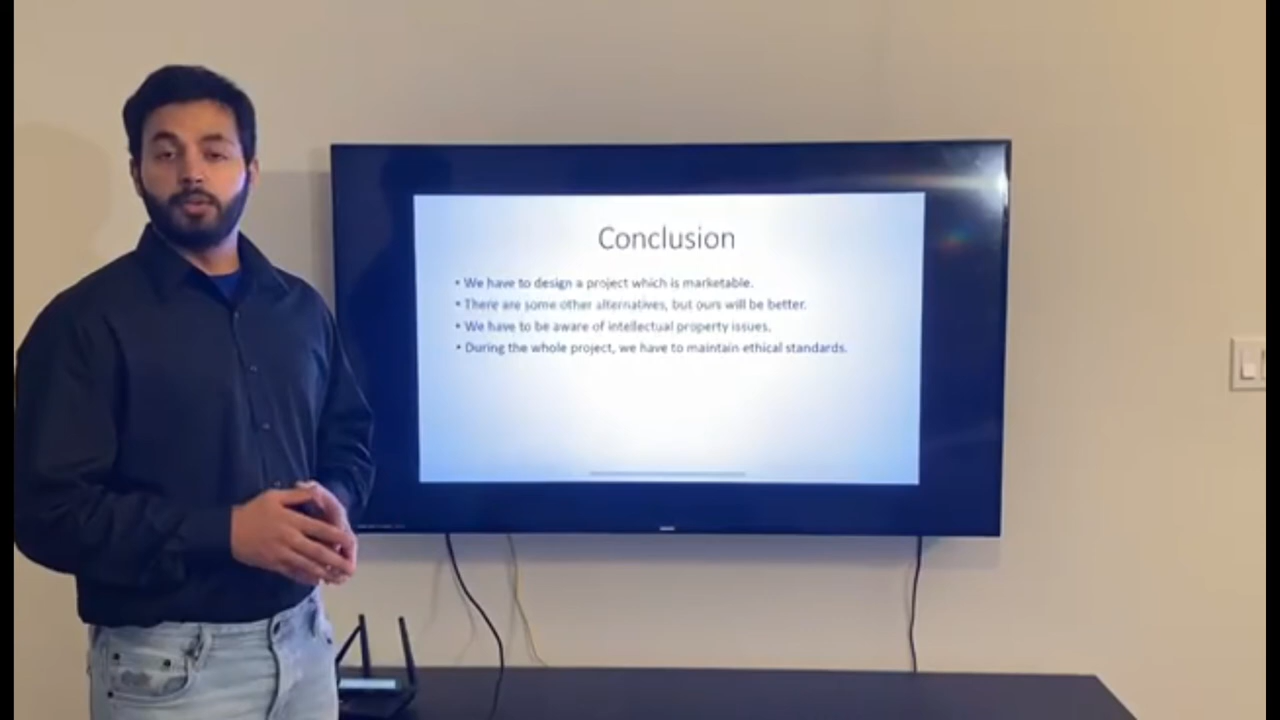 Conclusion
• We have to design a project which is marketable.
• There are some other alternatives, but ours will be better.
• We have to be aware of intellectual property issues.
• During the whole project, we have to maintain ethical standards.